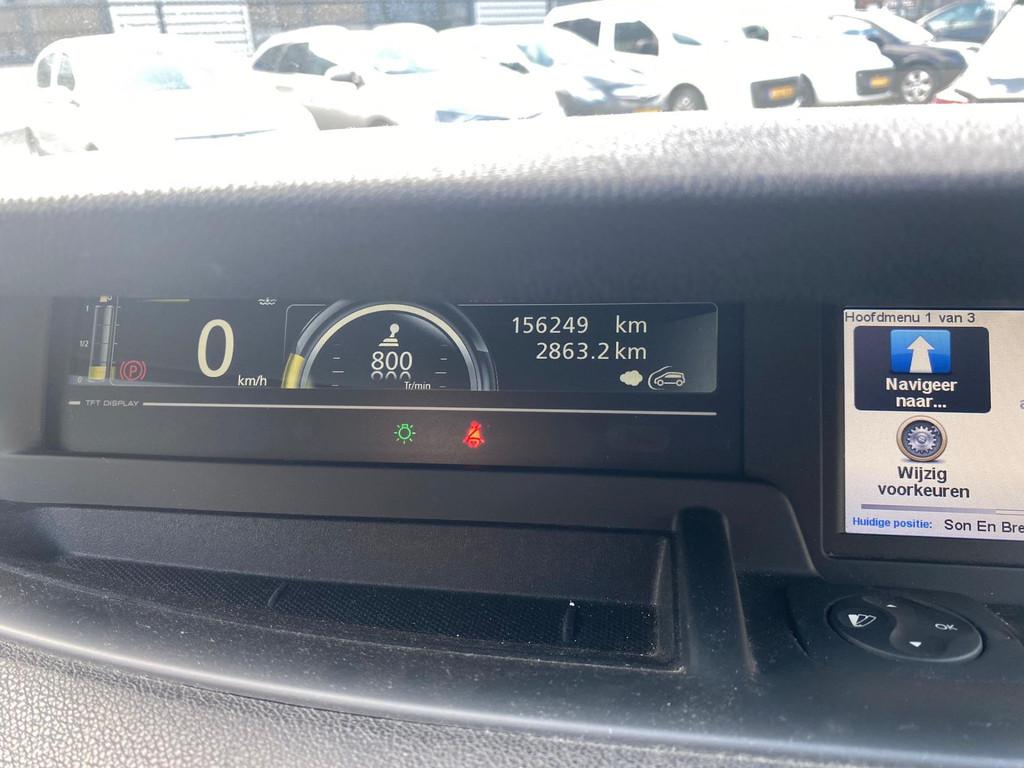 1
1/2
0
P
0 km/h
800
Tr/min
156249 km
2863.2 km
TFT DISPLAY
Hoofdmenu 1 van 3
Navigeer
naar...
Wijzig
voorkeuren
Huidige positie: Son En Bre
OK